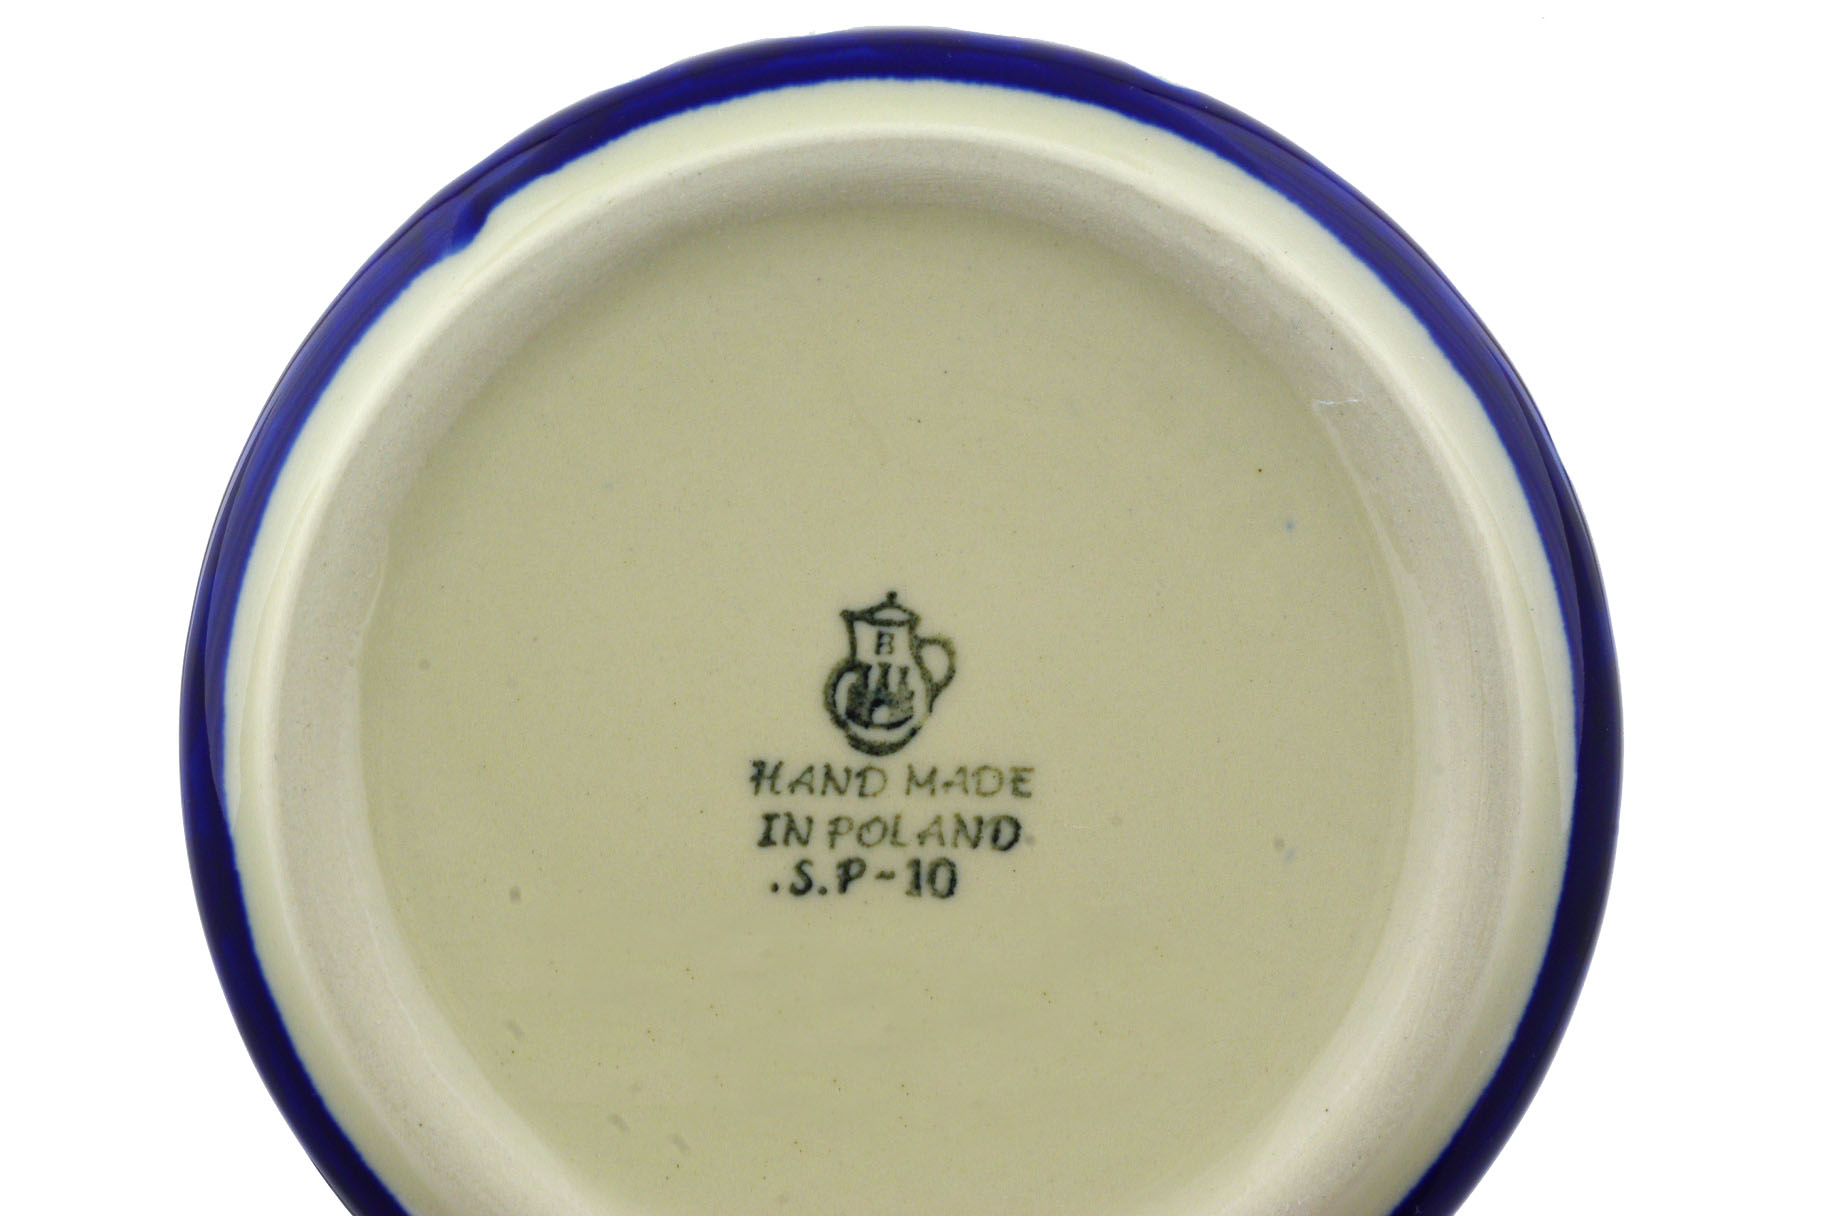 B
HAND MADE
IN POLAND
.S.P-10